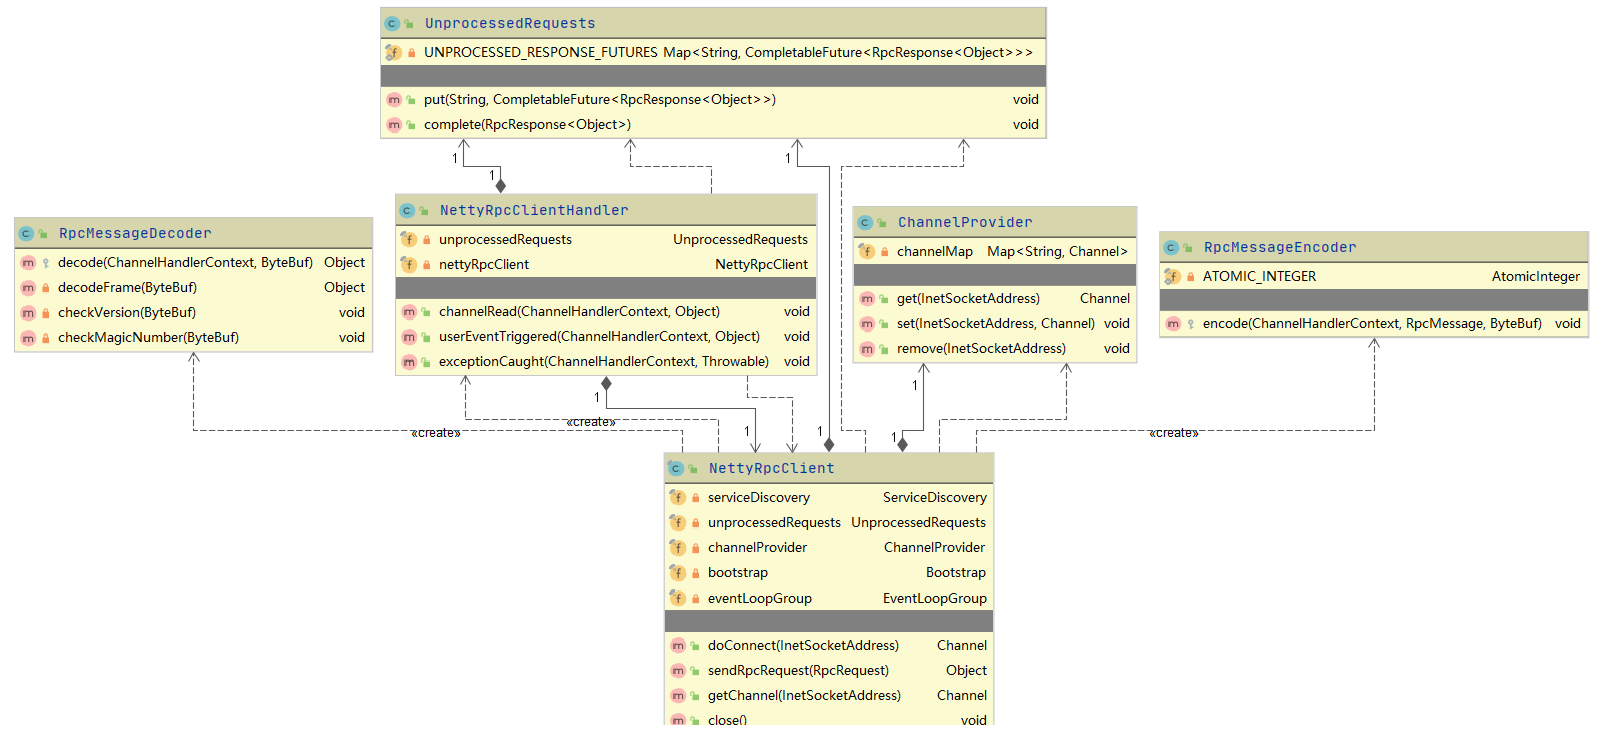 UnprocessedRequests
UNPROCESSED_RESPONSE_FUTURES Map<String, CompletableFuture<RpcResponse<Object>>>
put(String, CompletableFuture<RpcResponse<Object>>) void
complete(RpcResponse<Object>) void
1
1
1
NettyRpcClientHandler
unprocessedRequests UnprocessedRequests
nettyRpcClient NettyRpcClient
channelRead(ChannelHandlerContext, Object) void
userEventTriggered(ChannelHandlerContext, Object) void
exceptionCaught(ChannelHandlerContext, Throwable) void
ChannelProvider
channelMap Map<String, Channel>
get(InetSocketAddress) Channel
set(InetSocketAddress, Channel) void
remove(InetSocketAddress) void
RpcMessageDecoder
decode(ChannelHandlerContext, ByteBuf) Object
decodeFrame(ByteBuf) Object
checkVersion(ByteBuf) void
checkMagicNumber(ByteBuf) void
RpcMessageEncoder
ATOMIC_INTEGER AtomicInteger
encode(ChannelHandlerContext, RpcMessage, ByteBuf) void
1
1
«create»
«create»
1
1
1
«create»
NettyRpcClient
serviceDiscovery ServiceDiscovery
unprocessedRequests UnprocessedRequests
channelProvider ChannelProvider
bootstrap Bootstrap
eventLoopGroup EventLoopGroup
doConnect(InetSocketAddress) Channel
sendRpcRequest(RpcRequest) Object
getChannel(InetSocketAddress) Channel
close() void